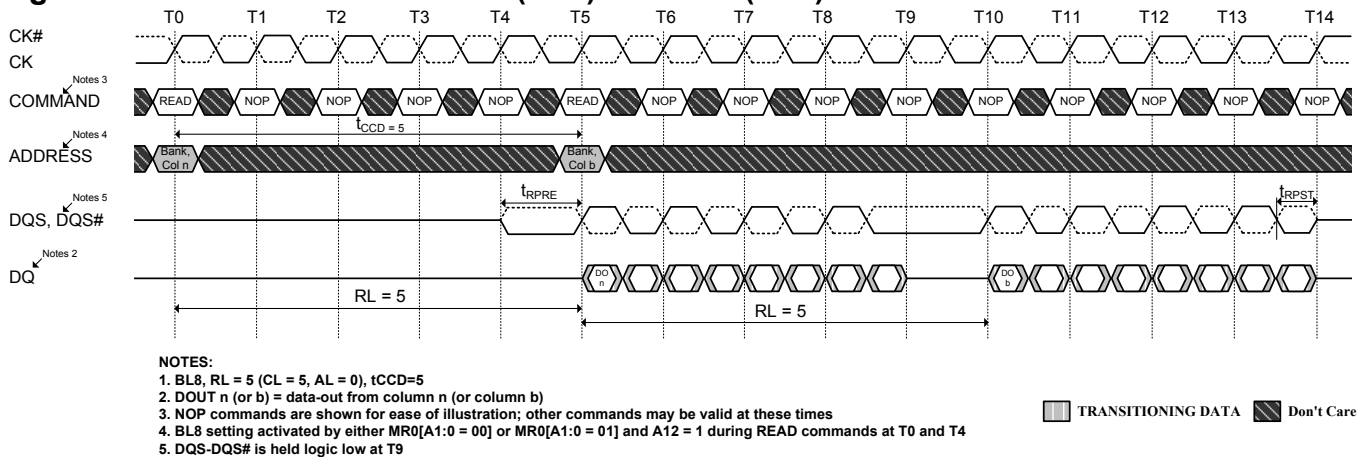 T0 T1 T2 T3 T4 T5 T6 T7 T8 T9 T10 T11 T12 T13 T14
CK#
CK
Notes 3
COMMAND
READ NOP NOP NOP NOP READ NOP NOP NOP NOP NOP NOP NOP NOP NOP
tCCD = 5
Notes 4
ADDRESS
Bank, Col n
Bank, Col b
Notes 5
DQS, DQS#
tRPRE
tRPST
Notes 2
DQ
DO n
DO b
RL = 5
RL = 5
NOTES:
1. BL8, RL = 5 (CL = 5, AL = 0), tCCD=5
2. DOUT n (or b) = data-out from column n (or column b)
3. NOP commands are shown for ease of illustration; other commands may be valid at these times
4. BL8 setting activated by either MR0[A1:0 = 00] or MR0[A1:0 = 01] and A12 = 1 during READ commands at T0 and T4
5. DQS-DQS# is held logic low at T9
TRANSITIONING DATA
Don't Care